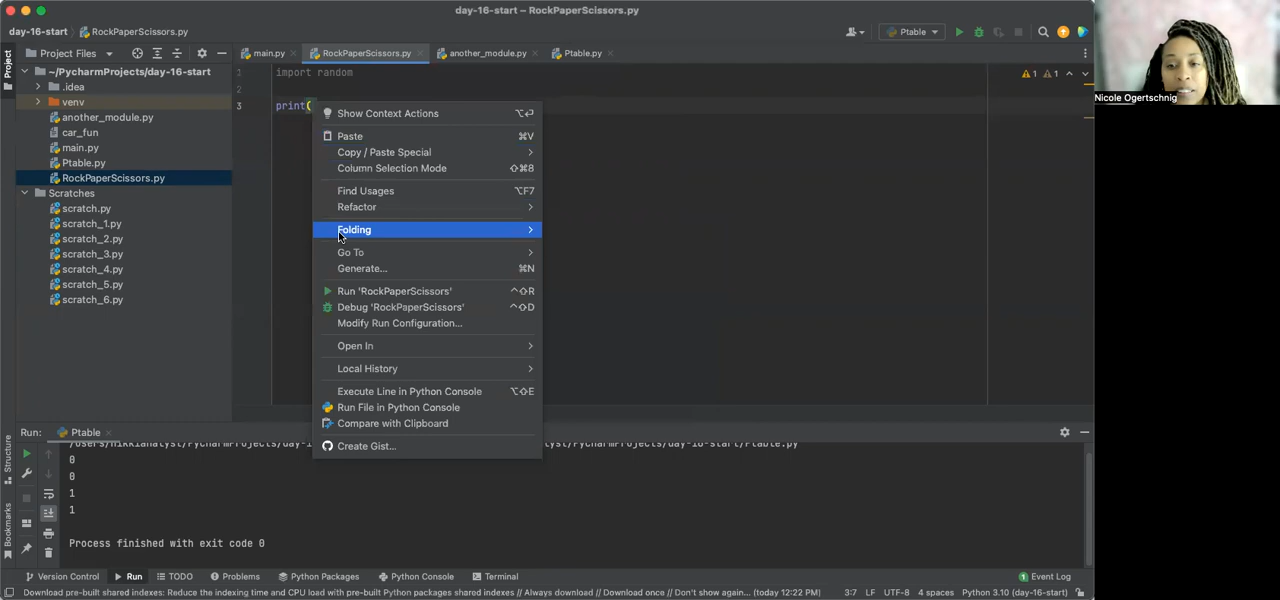 day-16-start – RockPaperScissors.py
day-16-start
RockPaperScissors.py
Ptable
Project
Project Files
main.py
RockPaperScissors.py
another_module.py
Ptable.py
~/PycharmProjects/day-16-start
.idea
venv
another_module.py
car_fun
main.py
Ptable.py
RockPaperScissors.py
Scratches
scratch.py
scratch_1.py
scratch_2.py
scratch_3.py
scratch_4.py
scratch_5.py
scratch_6.py
1 import random
2
3 print(
1 1
Show Context Actions ⌥⏎
Paste ⌘V
Copy / Paste Special
Column Selection Mode ⇧⌘8
Find Usages ⌥F7
Refactor
Folding
Go To
Generate... ⌘N
Run 'RockPaperScissors' ^⇧R
Debug 'RockPaperScissors' ^⇧D
Modify Run Configuration...
Open In
Local History
Execute Line in Python Console ⌥⇧E
Run File in Python Console
Compare with Clipboard
Create Gist...
Nicole Ogertschnig
Run: Ptable
0
0
1
1
Process finished with exit code 0
Structure
Bookmarks
Version Control
Run
TODO
Problems
Python Packages
Python Console
Terminal
1 Event Log
Download pre-built shared indexes: Reduce the indexing time and CPU load with pre-built Python packages shared indexes // Always download // Download once // Don't show again... (today 12:22 PM)
3:7 LF UTF-8 4 spaces Python 3.10 (day-16-start)